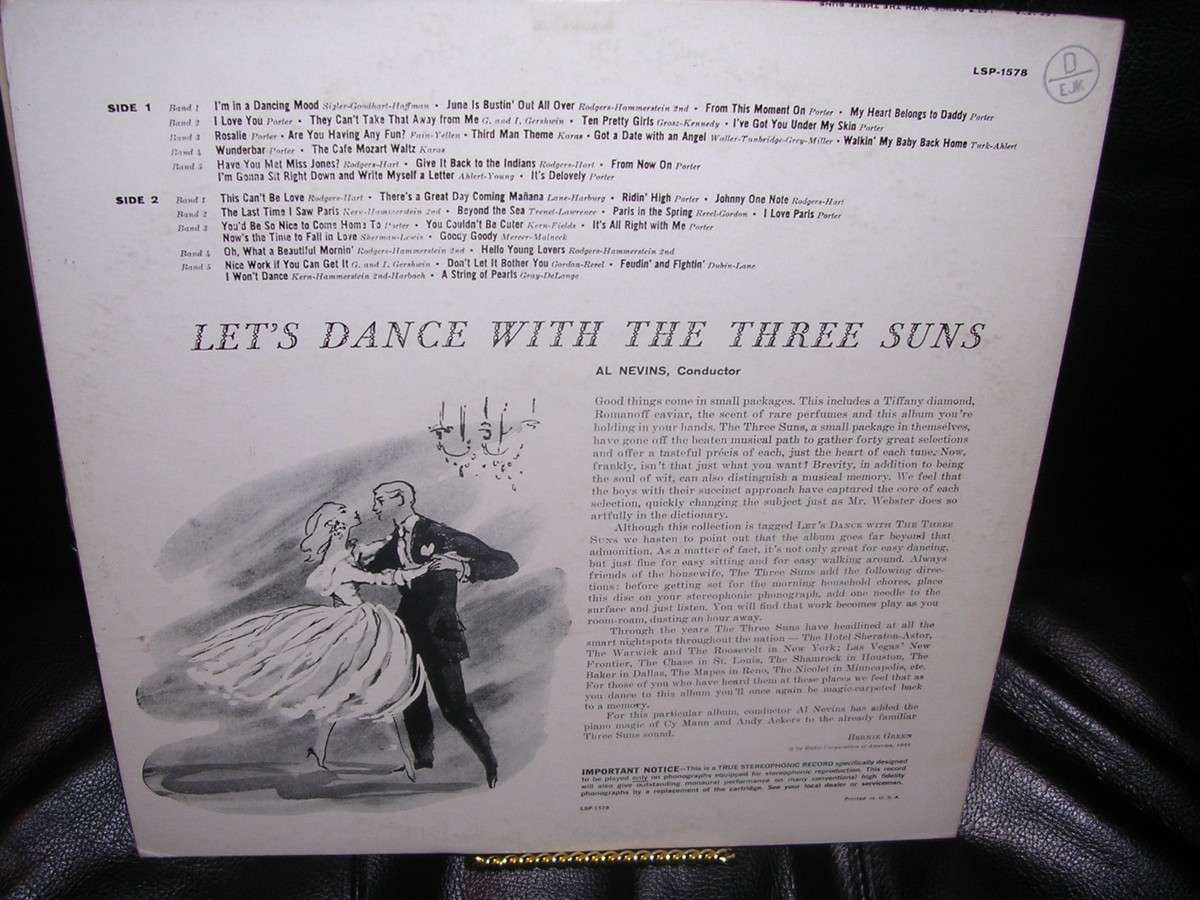 LSP-1578
D
EJK
SIDE 1 Band 1 I'm in a Dancing Mood Sigler-Goodhart-Hoffman • June Is Bustin' Out All Over Rodgers-Hammerstein 2nd • From This Moment On Porter • My Heart Belongs to Daddy Porter
Band 2 I Love You Porter • They Can't Take That Away from Me G. and I. Gershwin • Ten Pretty Girls Grosz-Kennedy • I've Got You Under My Skin Porter
Band 3 Rosalie Porter • Are You Having Any Fun? Fain-Yellen • Third Man Theme Karas • Got a Date with an Angel Waller-Tunbridge-Grey-Miller • Walkin' My Baby Back Home Turk-Ahlert
Band 4 Wunderbar Porter • The Cafe Mozart Waltz Karas
Band 5 Have You Met Miss Jones? Rodgers-Hart • Give It Back to the Indians Rodgers-Hart • From Now On Porter
I'm Gonna Sit Right Down and Write Myself a Letter Ahlert-Young • It's Delovely Porter
SIDE 2 Band 1 This Can't Be Love Rodgers-Hart • There's a Great Day Coming Mañana Lane-Harburg • Ridin' High Porter • Johnny One Note Rodgers-Hart
Band 2 The Last Time I Saw Paris Kern-Hammerstein 2nd • Beyond the Sea Trenet-Lawrence • Paris in the Spring Revel-Gordon • I Love Paris Porter
Band 3 You'd Be So Nice to Come Home To Porter • You Couldn't Be Cuter Kern-Fields • It's All Right with Me Porter
Now's the Time to Fall in Love Sherman-Lewis • Goody Goody Mercer-Malneck
Band 4 Oh, What a Beautiful Mornin' Rodgers-Hammerstein 2nd • Hello Young Lovers Rodgers-Hammerstein 2nd
Band 5 Nice Work if You Can Get It G. and I. Gershwin • Don't Let It Bother You Gordon-Revel • Feudin' and Fightin' Dubin-Lane
I Won't Dance Kern-Hammerstein 2nd-Harbach • A String of Pearls Gray-DeLange
LET'S DANCE WITH THE THREE SUNS
AL NEVINS, Conductor
Good things come in small packages. This includes a Tiffany diamond,
Romanoff caviar, the scent of rare perfumes and this album you're
holding in your hands. The Three Suns, a small package in themselves,
have gone off the beaten musical path to gather forty great selections
and offer a tasteful précis of each, just the heart of each tune. Now,
frankly, isn't that just what you want? Brevity, in addition to being
the soul of wit, can also distinguish a musical memory. We feel that
the boys with their succinct approach have captured the core of each
selection, quickly changing the subject just as Mr. Webster does so
artfully in the dictionary.
Although this collection is tagged LET'S DANCE WITH THE THREE
SUNS we hasten to point out that the album goes far beyond that
admonition. As a matter of fact, it's not only great for easy dancing,
but just fine for easy sitting and for easy walking around. Always
friends of the housewife, The Three Suns add the following direc-
tions: before getting set for the morning household chores, place
this disc on your stereophonic phonograph, add one needle to the
surface and just listen. You will find that work becomes play as you
room-roam, dusting an hour away.
Through the years The Three Suns have headlined at all the
smart nightspots throughout the nation — The Hotel Sheraton-Astor,
The Warwick and The Roosevelt in New York; Las Vegas' New
Frontier, The Chase in St. Louis, The Shamrock in Houston, The
Baker in Dallas, The Mapes in Reno, The Nicolet in Minneapolis, etc.
For those of you who have heard them at these places we feel that as
you dance to this album you'll once again be magic-carpeted back
to a memory.
For this particular album, conductor Al Nevins has added the
piano magic of Cy Mann and Andy Ackers to the already familiar
Three Suns sound.
BERNIE GREEN
© by Radio Corporation of America, 1958
IMPORTANT NOTICE—This is a TRUE STEREOPHONIC RECORD specifically designed
to be played only on phonographs equipped for stereophonic reproduction. This record
will also give outstanding monaural performance on many conventional high fidelity
phonographs by a replacement of the cartridge. See your local dealer or serviceman.
LSP-1578
Printed in U. S. A.